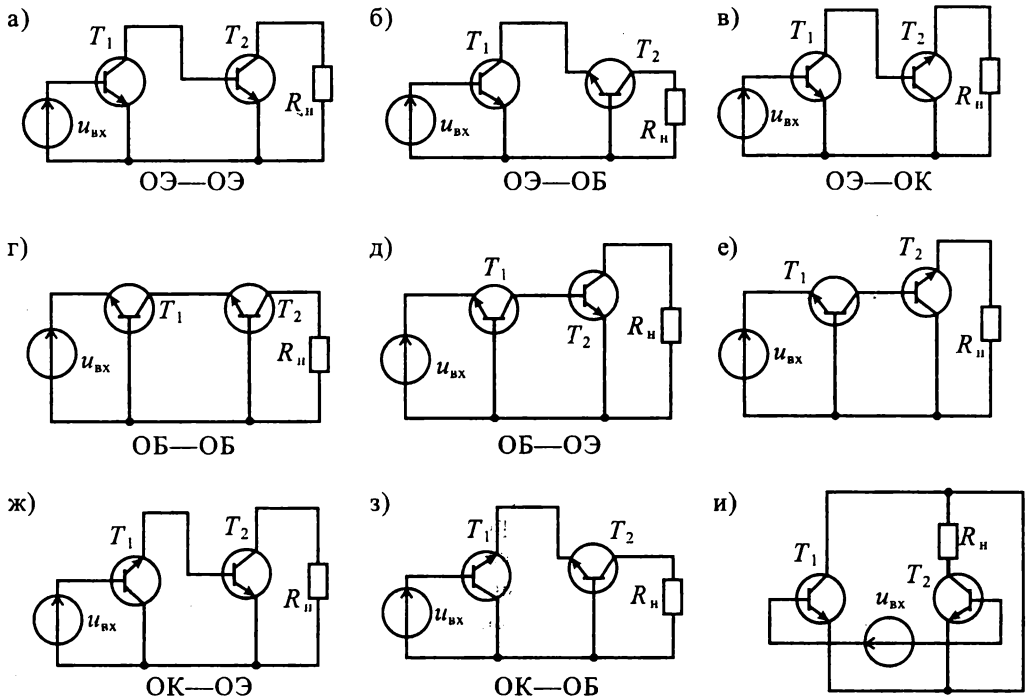 а)
T1
T2
Rн
uвх
ОЭ—ОЭ
б)
T1
T2
Rн
uвх
ОЭ—ОБ
в)
T1
T2
Rн
uвх
ОЭ—ОК
г)
T1
T2
Rн
uвх
ОБ—ОБ
д)
T1
T2
Rн
uвх
ОБ—ОЭ
е)
T1
T2
Rн
uвх
ж)
T1
T2
Rн
uвх
ОК—ОЭ
з)
T1
T2
Rн
uвх
ОК—ОБ
и)
T1
Rн
T2
uвх